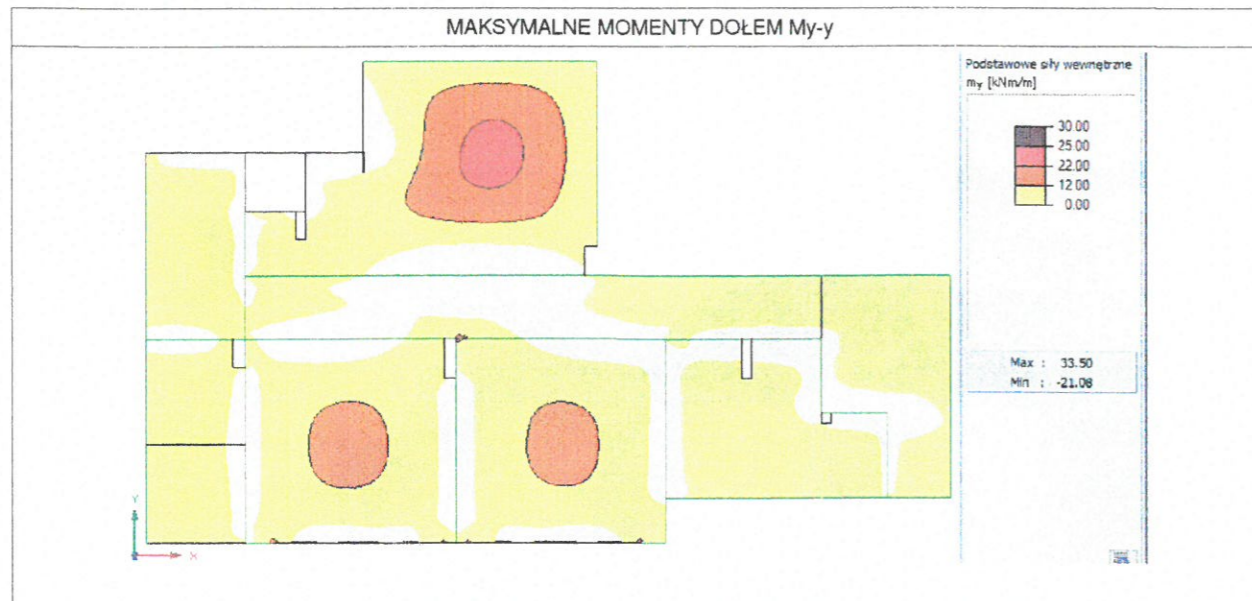 MAKSYMALNE MOMENTY DOŁEM My-y
Podstawowe siły wewnętrzne
my [kNm/m]
30.00
25.00
22.00
12.00
0.00
Max : 33.50
Min : -21.08
Y
X